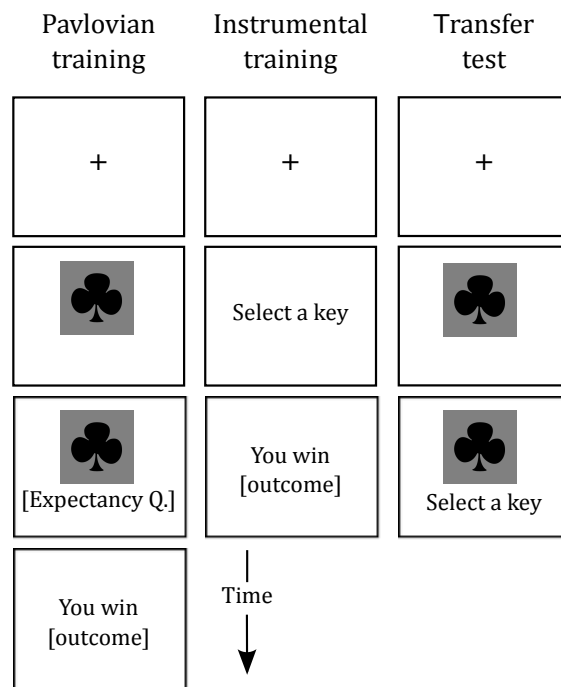 Pavlovian training
Instrumental training
Transfer test
+
+
+
Select a key
[Expectancy Q.]
You win
[outcome]
Select a key
You win
[outcome]
Time